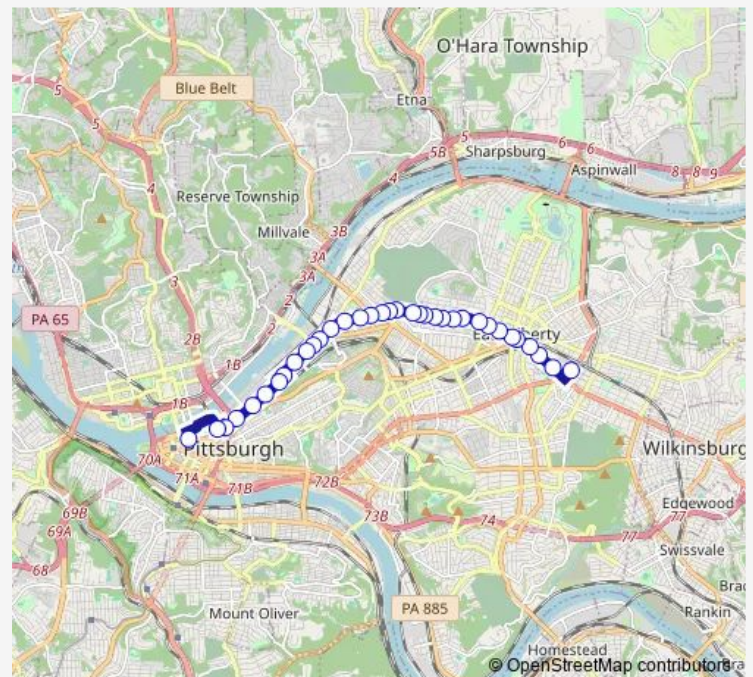 O'Hara Township
5
Blue Belt
5
Etna
5
5
5B
6
6
Sharpsburg
Aspinwall
8
8
9
4
4
Reserve Township
Millvale
3B
3A
3A
3
2
2
PA 65
2B
1B
1B
Pittsburgh
70A
71A
71B
72B
73B
74
77
77
Wilkinsburg
Edgewood
Swissvale
69B
69A
68
Mount Oliver
PA 885
Rankin
Homestead
© OpenStreetMap contributors